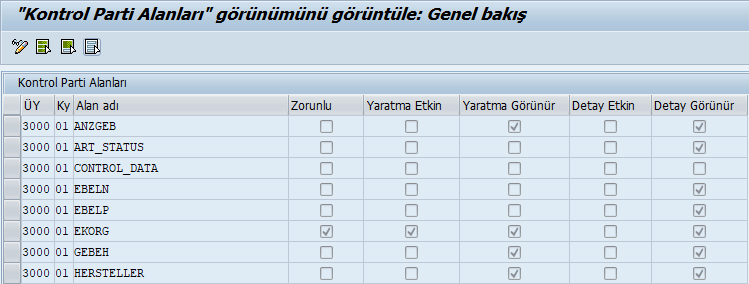 "Kontrol Parti Alanları" görünümünü görüntüle: Genel bakış
Kontrol Parti Alanları
ÜY Ky Alan adı Zorunlu Yaratma Etkin Yaratma Görünür Detay Etkin Detay Görünür
3000 01 ANZGEB
3000 01 ART_STATUS
3000 01 CONTROL_DATA
3000 01 EBELN
3000 01 EBELP
3000 01 EKORG
3000 01 GEBEH
3000 01 HERSTELLER